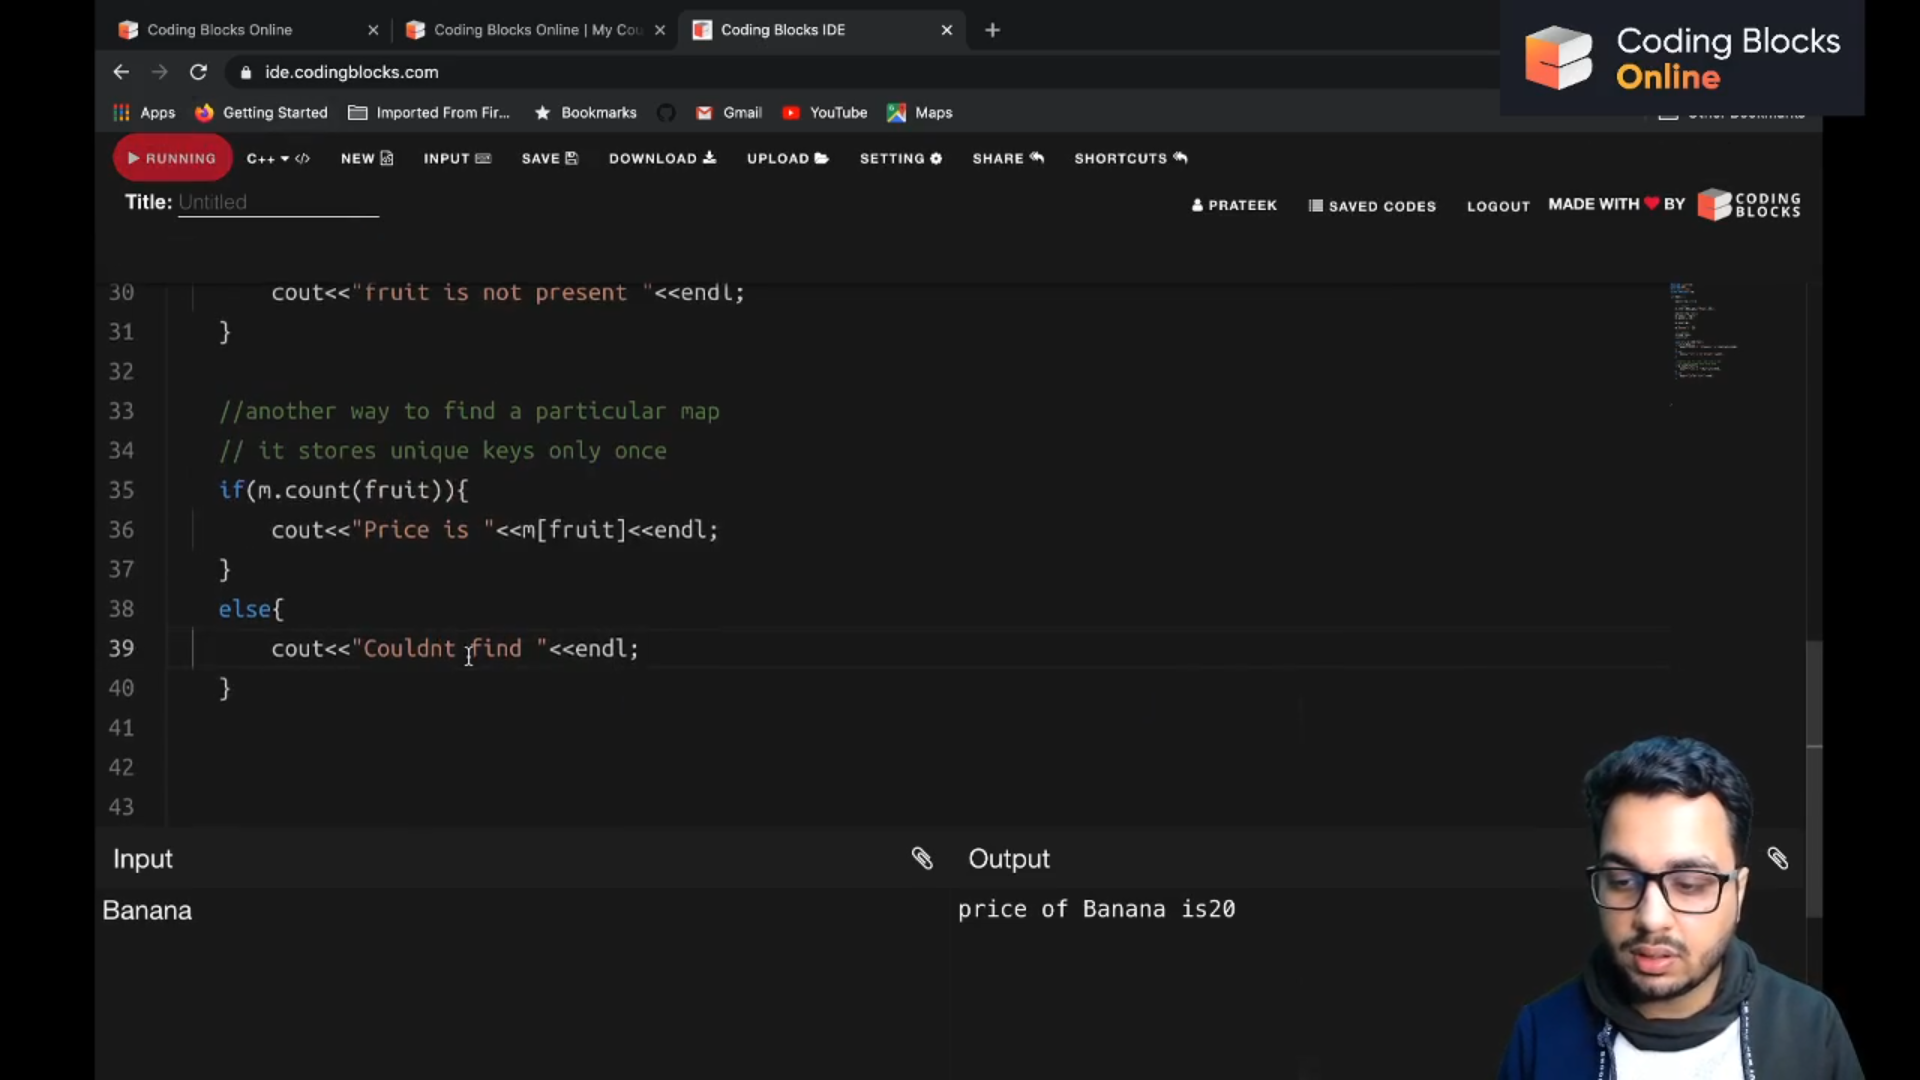 Coding Blocks Online
Coding Blocks Online | My Cou
Coding Blocks IDE
Coding Blocks
Online
ide.codingblocks.com
Apps
Getting Started
Imported From Fir...
Bookmarks
Gmail
YouTube
Maps
RUNNING
C++
NEW
INPUT
SAVE
DOWNLOAD
UPLOAD
SETTING
SHARE
SHORTCUTS
Title: Untitled
PRATEEK
SAVED CODES
LOGOUT
MADE WITH BY
CODING
BLOCKS
30 cout<<"fruit is not present "<<endl;
31 }
32
33 //another way to find a particular map
34 // it stores unique keys only once
35 if(m.count(fruit)){
36 cout<<"Price is "<<m[fruit]<<endl;
37 }
38 else{
39 cout<<"Couldnt find "<<endl;
40 }
41
42
43
Input
Output
Banana
price of Banana is20